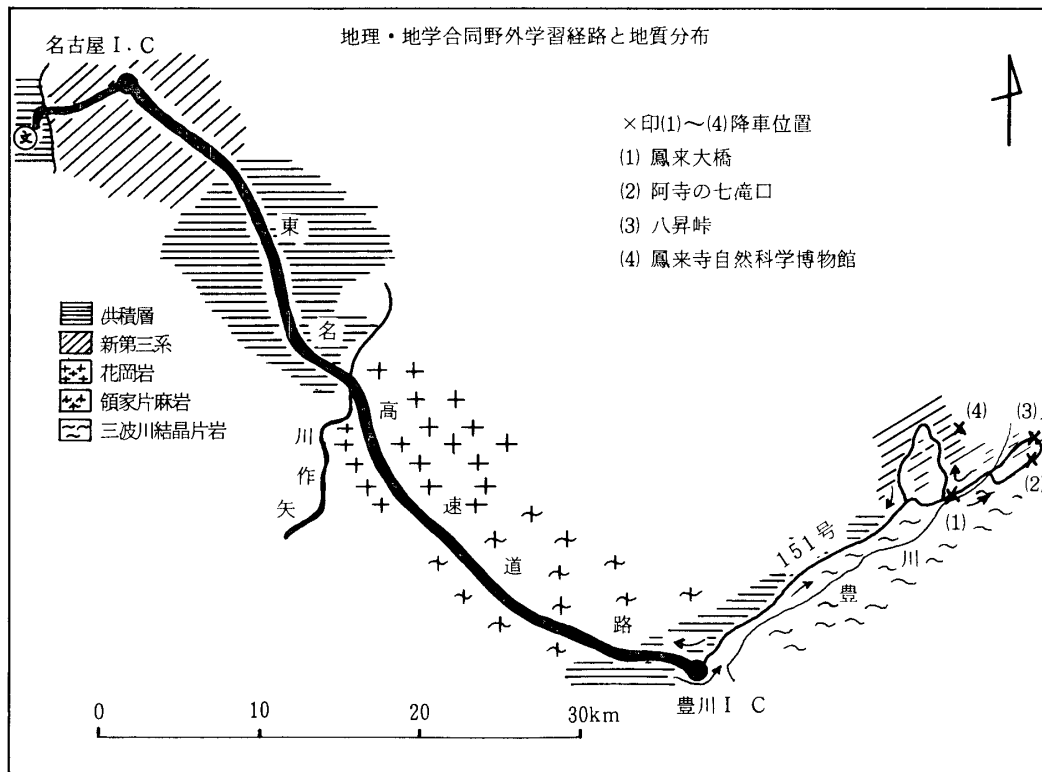 地理・地学合同野外学習経路と地質分布
名古屋I.C
文
×印(1)～(4)降車位置
(1) 鳳来大橋
(2) 阿寺の七滝口
(3) 八昇峠
(4) 鳳来寺自然科学博物館
東
名
高
速
道
路
洪積層
新第三系
花岡岩
領家片麻岩
三波川結晶片岩
川
作
矢
(4)
(3)
(2)
(1)
151号
川
豊
豊川I C
0 10 20 30km